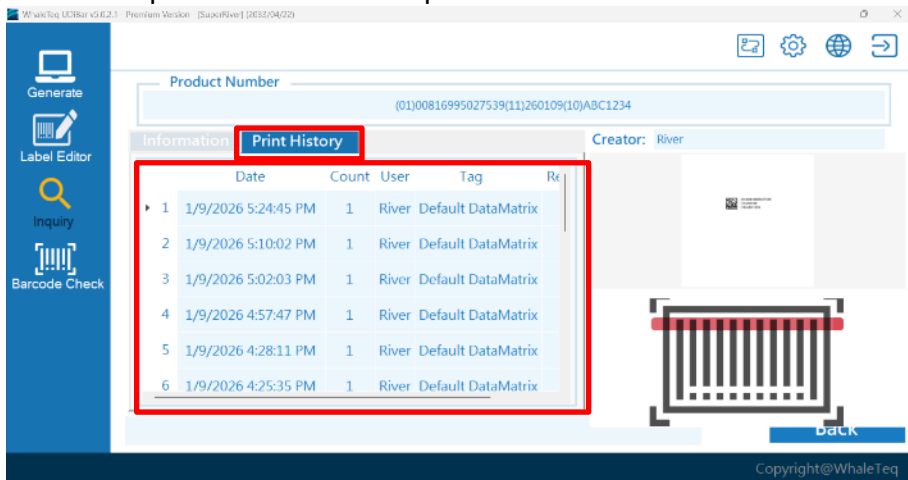 WhaleTeq UDIBar v5.0.2.1 - Premium Version - [SuperRiver] (2032/04/22)
Generate
Label Editor
Inquiry
Barcode Check
Product Number
(01)00816995027539(11)260109(10)ABC1234
Information
Print History
Creator: River
Date Count User Tag Re
1 1/9/2026 5:24:45 PM 1 River Default DataMatrix
2 1/9/2026 5:10:02 PM 1 River Default DataMatrix
3 1/9/2026 5:02:03 PM 1 River Default DataMatrix
4 1/9/2026 4:57:47 PM 1 River Default DataMatrix
5 1/9/2026 4:28:11 PM 1 River Default DataMatrix
6 1/9/2026 4:25:35 PM 1 River Default DataMatrix
Back
Copyright@WhaleTeq